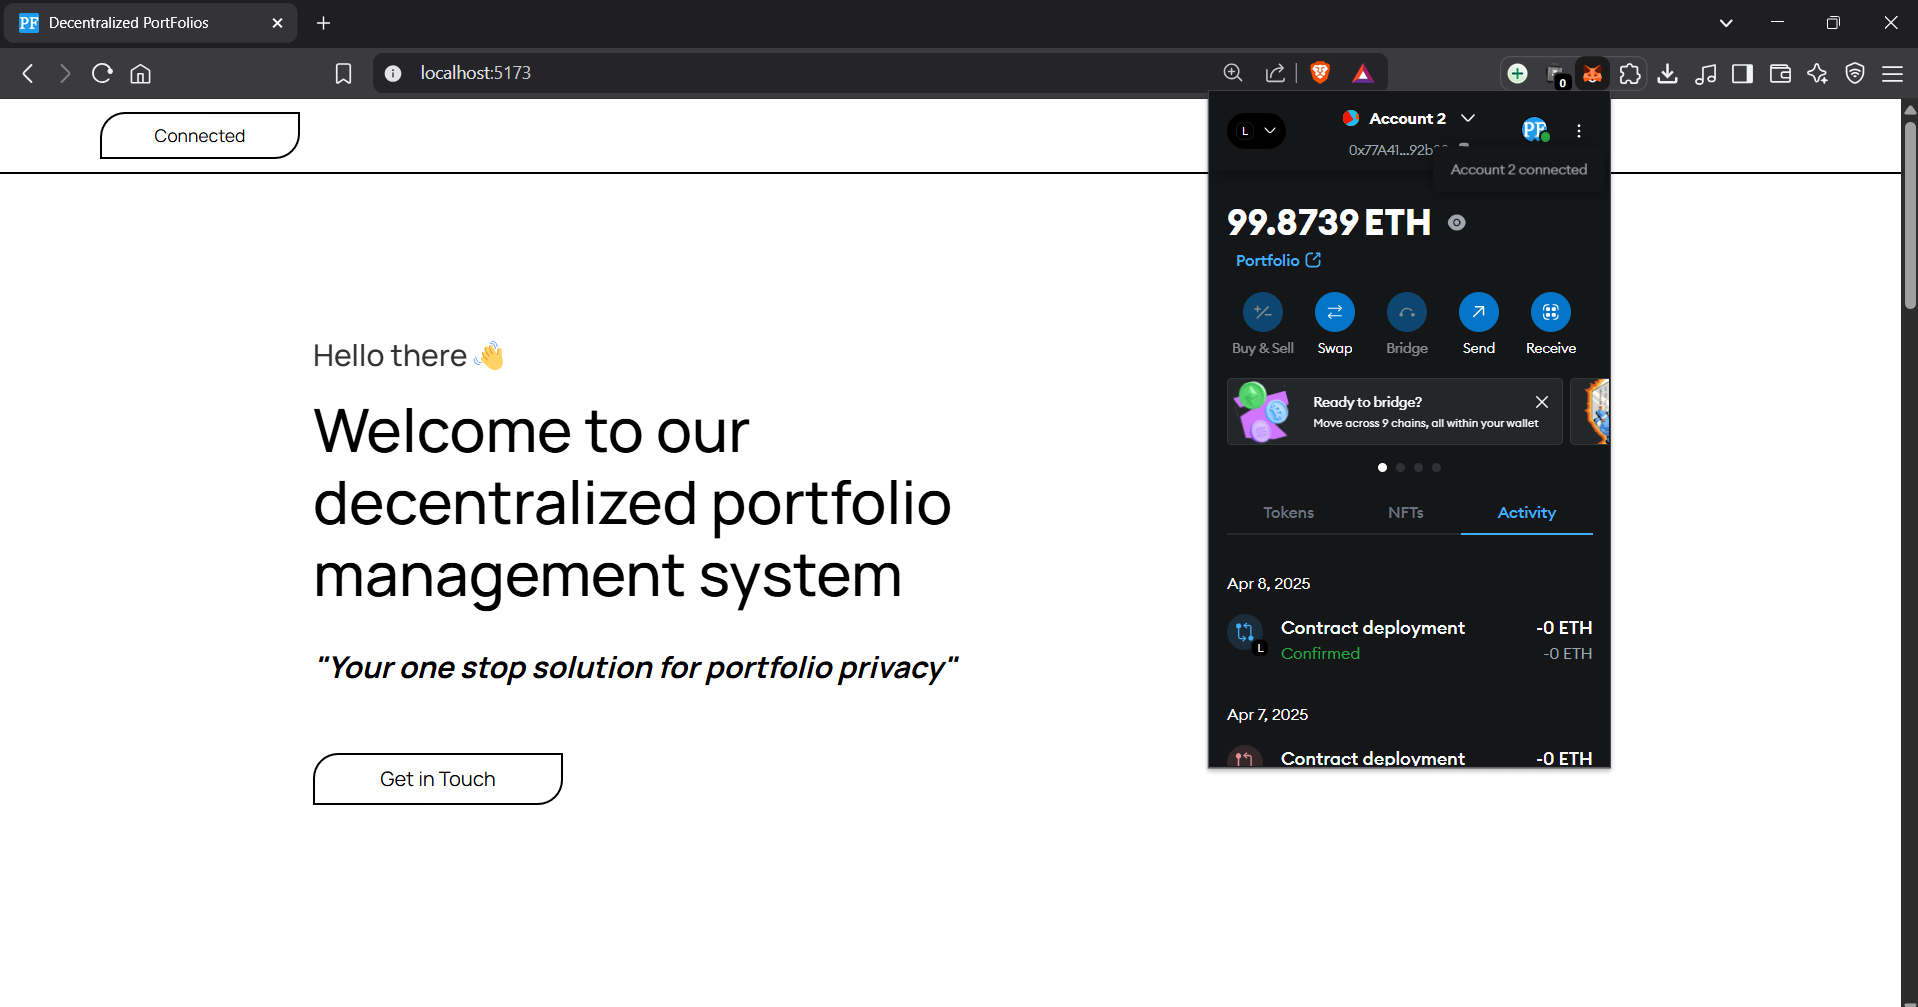 PF Decentralized PortFolios
localhost:5173
0
Connected
Hello there
Welcome to our
decentralized portfolio
management system
"Your one stop solution for portfolio privacy"
Get in Touch
L
Account 2
PF
0x77A41...92b
Account 2 connected
99.8739 ETH
Portfolio
Buy & Sell
Swap
Bridge
Send
Receive
Ready to bridge?
Move across 9 chains, all within your wallet
Tokens
NFTs
Activity
Apr 8, 2025
Contract deployment
-0 ETH
L
Confirmed
-0 ETH
Apr 7, 2025
Contract deployment
-0 ETH